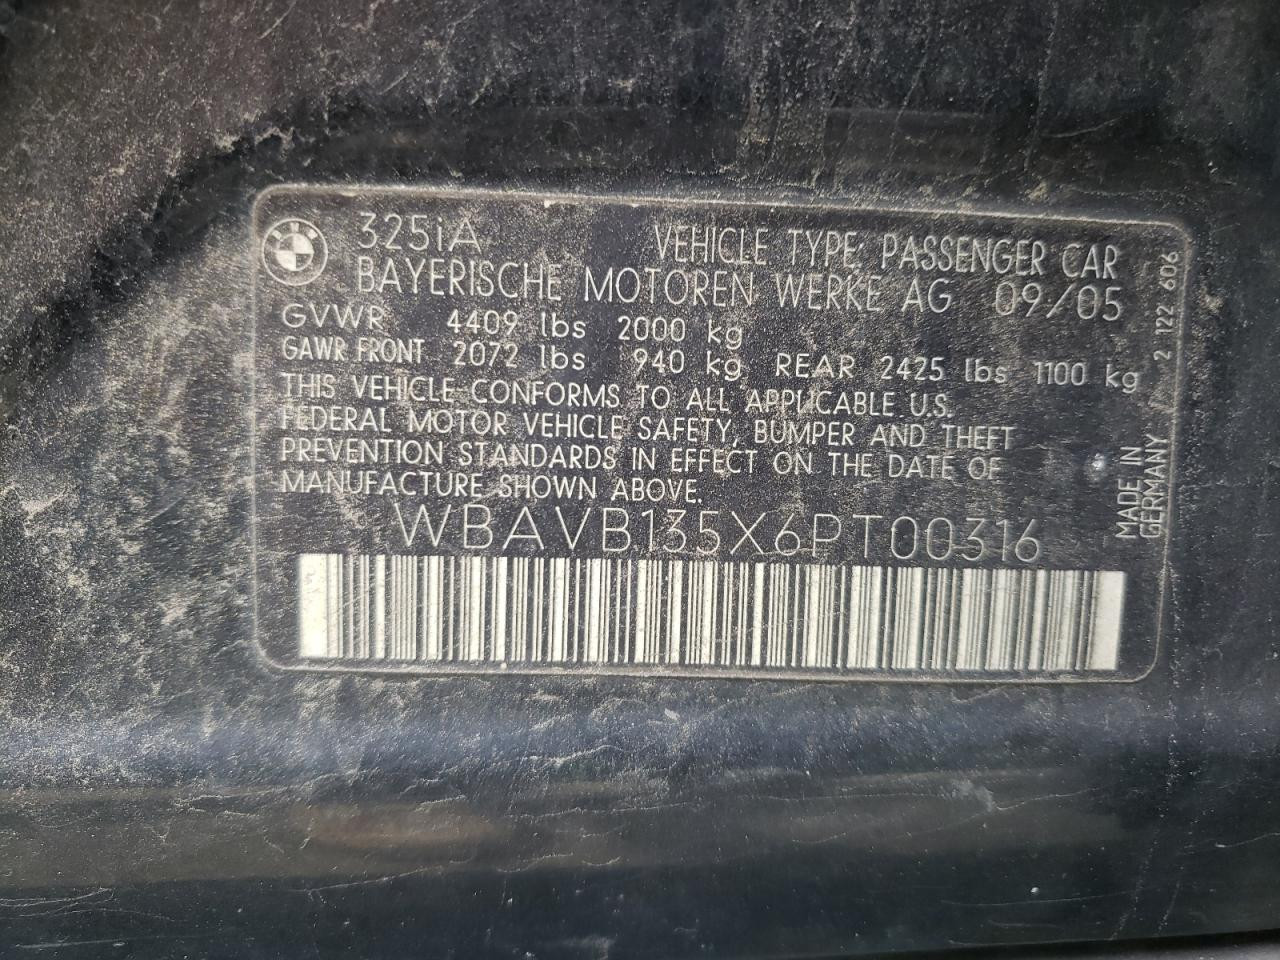 325iA VEHICLE TYPE: PASSENGER CAR
BAYERISCHE MOTOREN WERKE AG 09/05
GVWR 4409 lbs 2000 kg
GAWR FRONT 2072 lbs 940 kg REAR 2425 lbs 1100 kg
THIS VEHICLE CONFORMS TO ALL APPLICABLE U.S.
FEDERAL MOTOR VEHICLE SAFETY, BUMPER AND THEFT
PREVENTION STANDARDS IN EFFECT ON THE DATE OF
MANUFACTURE SHOWN ABOVE.
WBAVB135X6PT00316
MADE IN
GERMANY
2 122 606